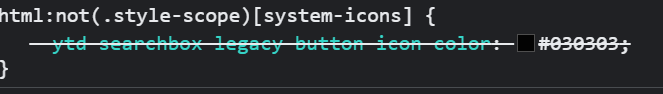 html:not(.style-scope)[system-icons] {
--ytd-searchbox-legacy-button-icon-color: #030303;
}